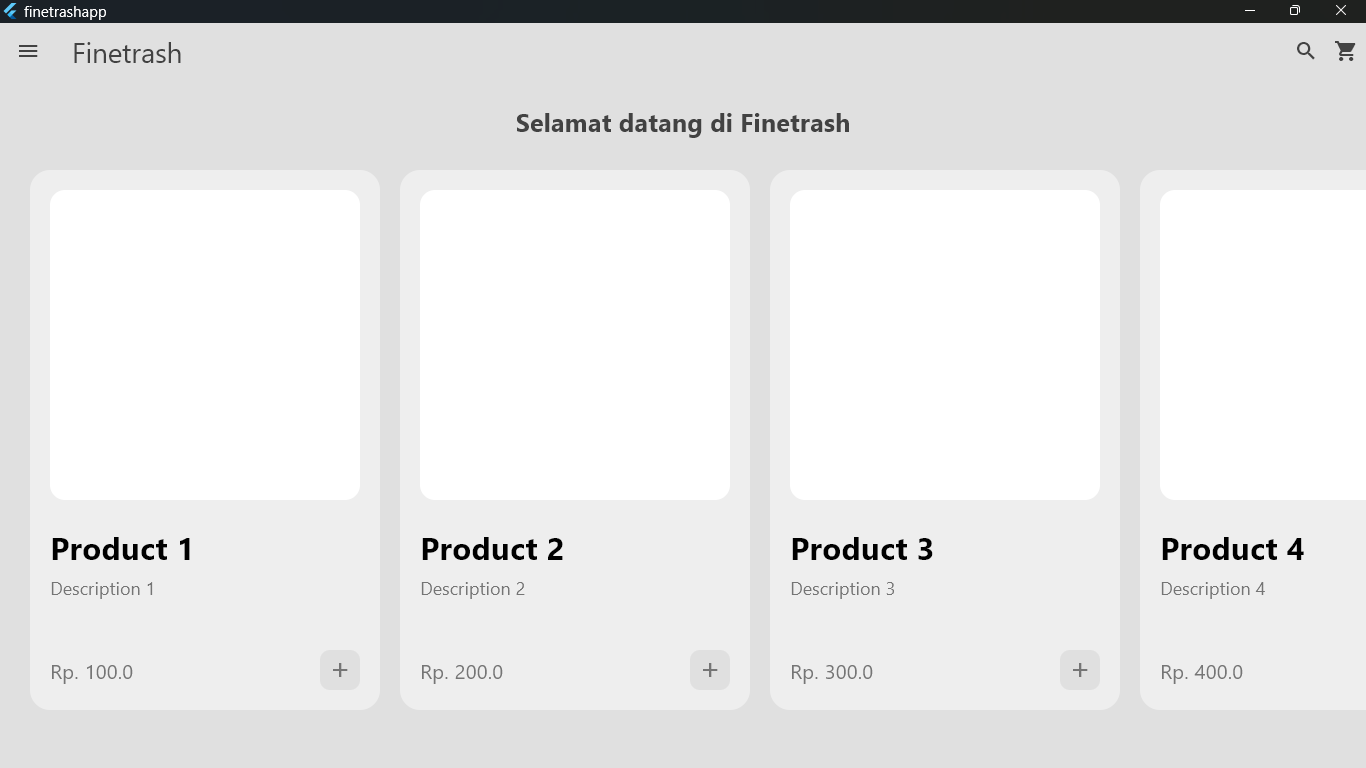 finetrashapp
Finetrash
Selamat datang di Finetrash
Product 1
Description 1
Rp. 100.0
+
Product 2
Description 2
Rp. 200.0
+
Product 3
Description 3
Rp. 300.0
+
Product 4
Description 4
Rp. 400.0